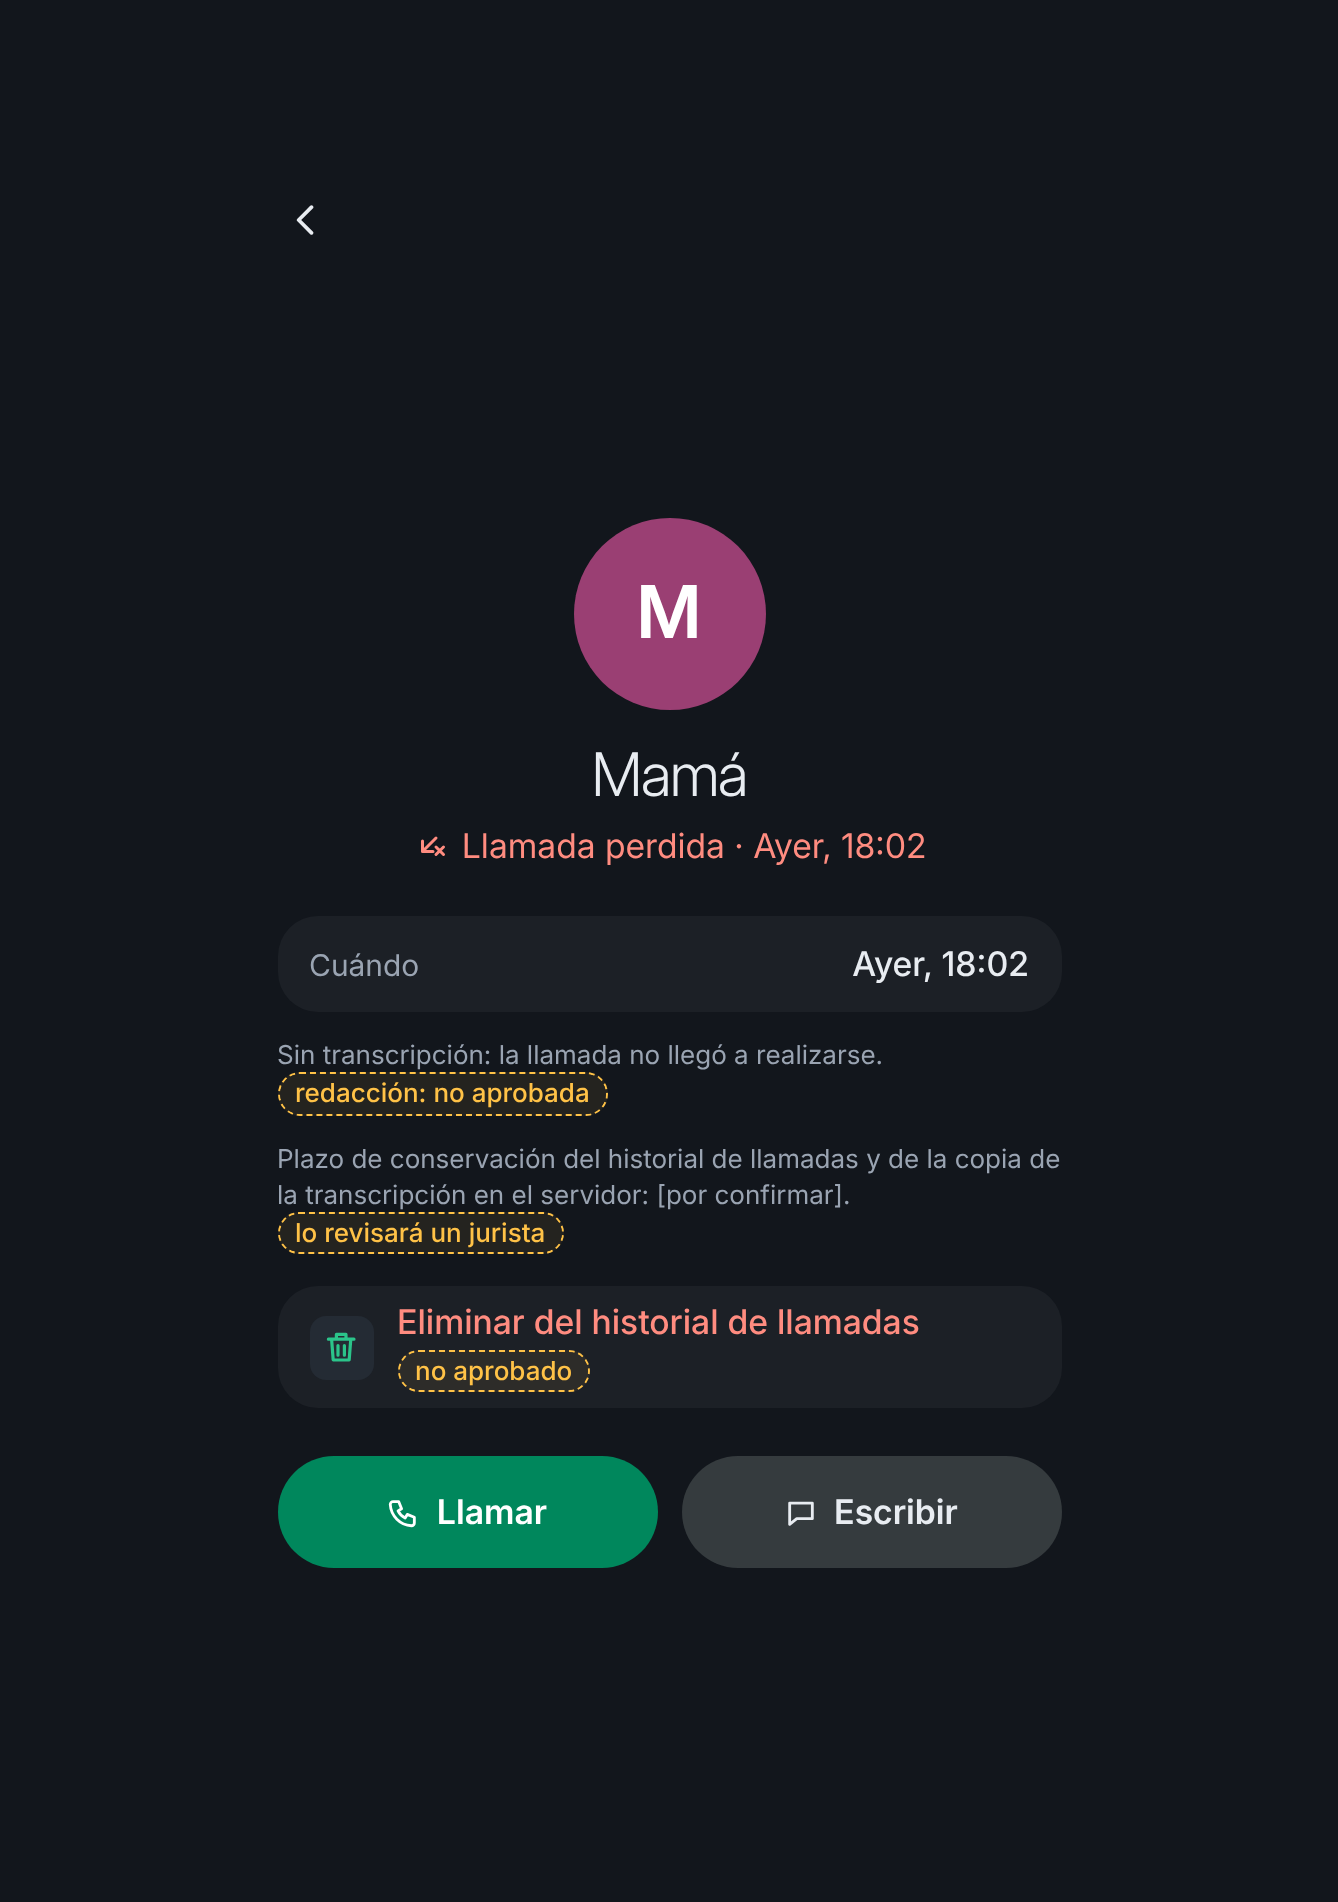 M
Mamá
Llamada perdida · Ayer, 18:02
Cuándo Ayer, 18:02
Sin transcripción: la llamada no llegó a realizarse.
redacción: no aprobada
Plazo de conservación del historial de llamadas y de la copia de
la transcripción en el servidor: [por confirmar].
lo revisará un jurista
Eliminar del historial de llamadas
no aprobado
Llamar Escribir